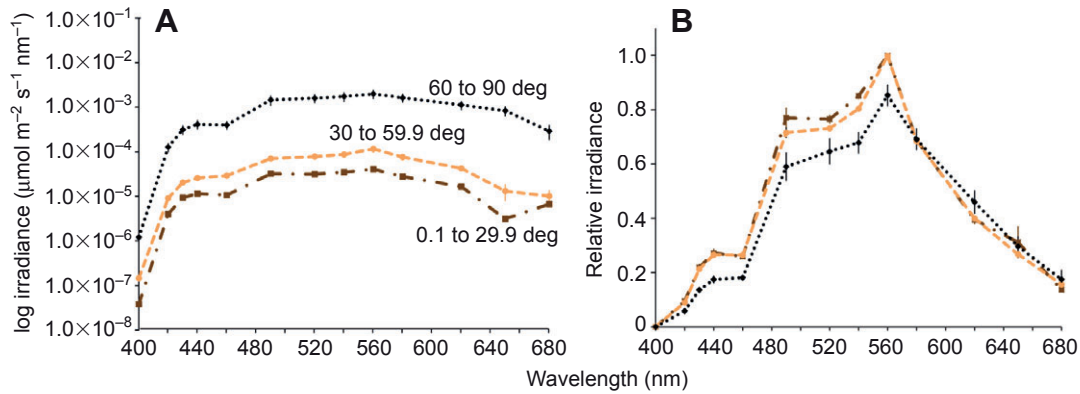 A
log irradiance (μmol m−2 s−1 nm−1)
1.0×10−1
1.0×10−2
1.0×10−3
1.0×10−4
1.0×10−5
1.0×10−6
1.0×10−7
1.0×10−8
60 to 90 deg
30 to 59.9 deg
0.1 to 29.9 deg
400 440 480 520 560 600 640 680
B
Relative irradiance
1.0
0.8
0.6
0.4
0.2
0
400 440 480 520 560 600 640 680
Wavelength (nm)